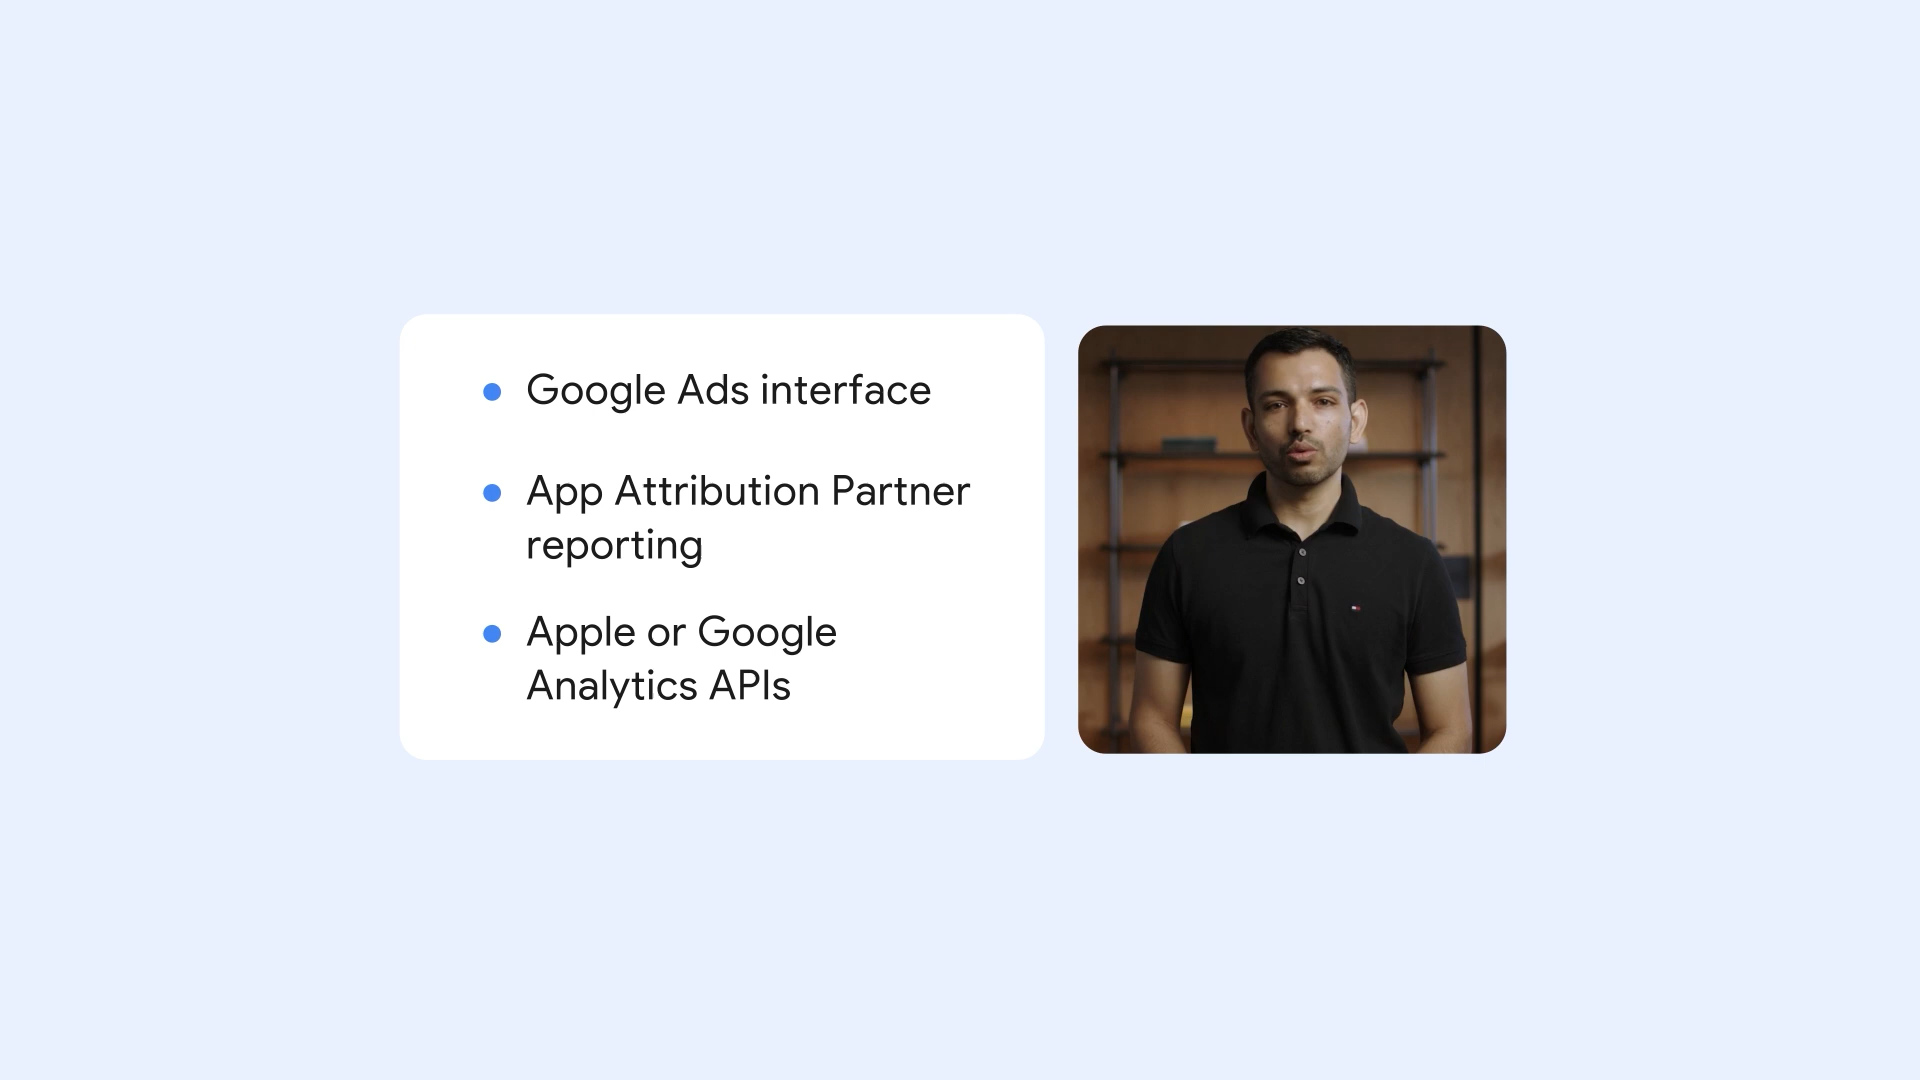 Google Ads interface
App Attribution Partner
reporting
Apple or Google
Analytics APIs